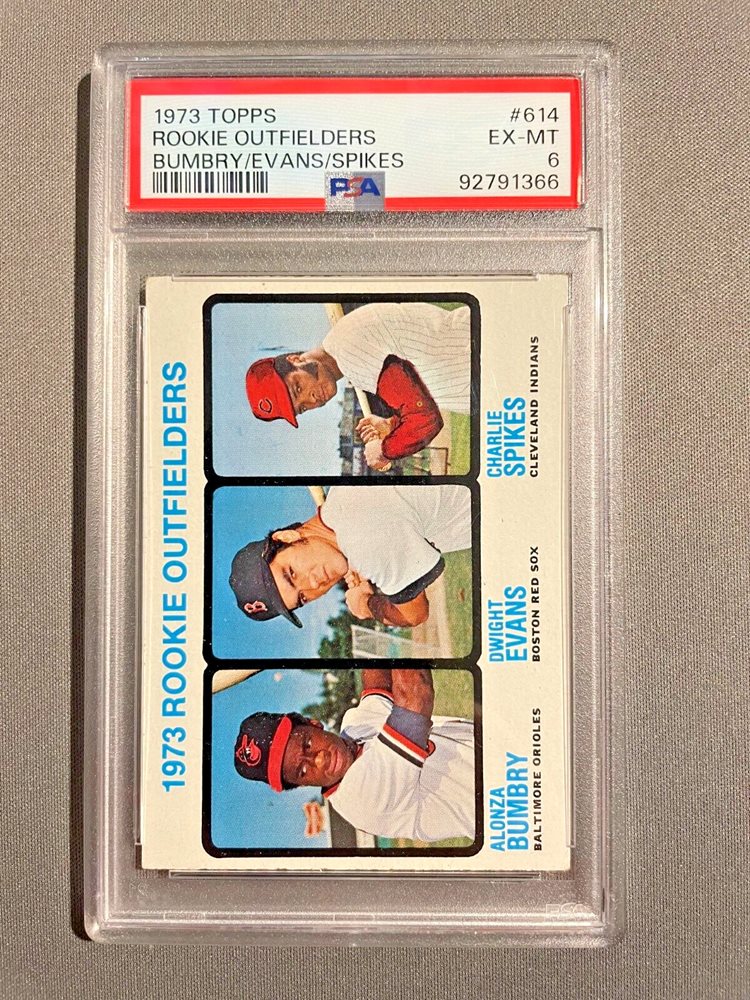 1973 TOPPS #614
ROOKIE OUTFIELDERS EX-MT
BUMBRY/EVANS/SPIKES 6
PSA 92791366
1973 ROOKIE OUTFIELDERS
C
B
ALONZA
BUMBRY
BALTIMORE ORIOLES
DWIGHT
EVANS
BOSTON RED SOX
CHARLIE
SPIKES
CLEVELAND INDIANS
PSA